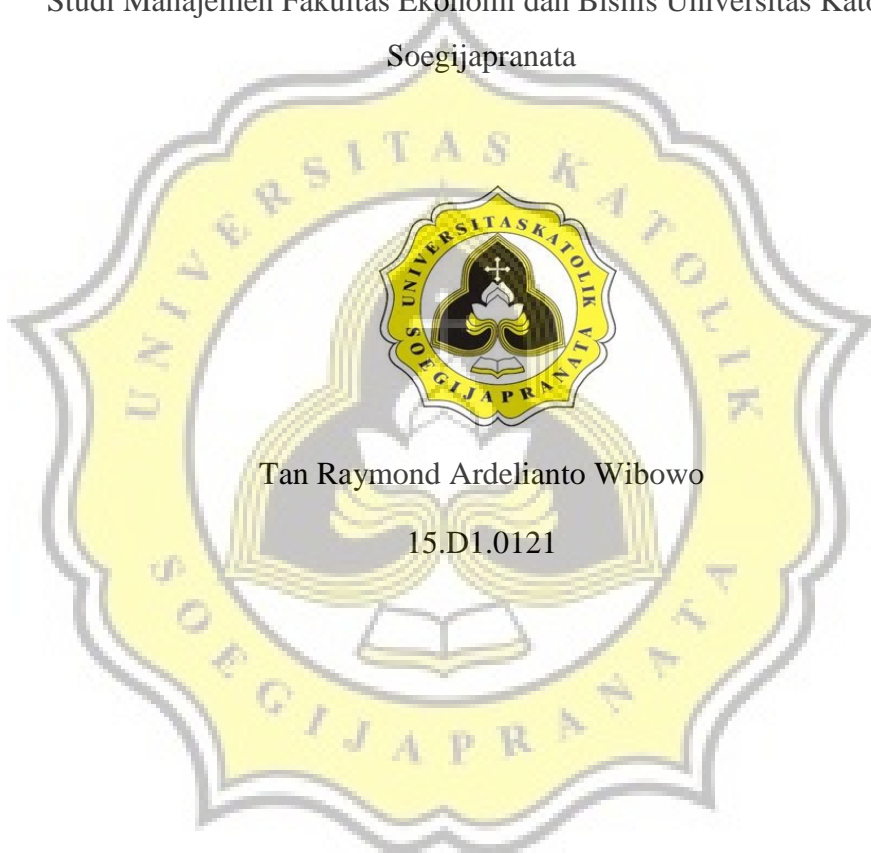 Studi Manajemen Fakultas Ekonomi dan Bisnis Universitas
Soegijapranata
UNIVERSITAS KATOLIK
SOEGIJAPRANATA
UNIVERSITAS KATOLIK
SOEGIJAPRANATA
Tan Raymond Ardelianto Wibowo
15.D1.0121